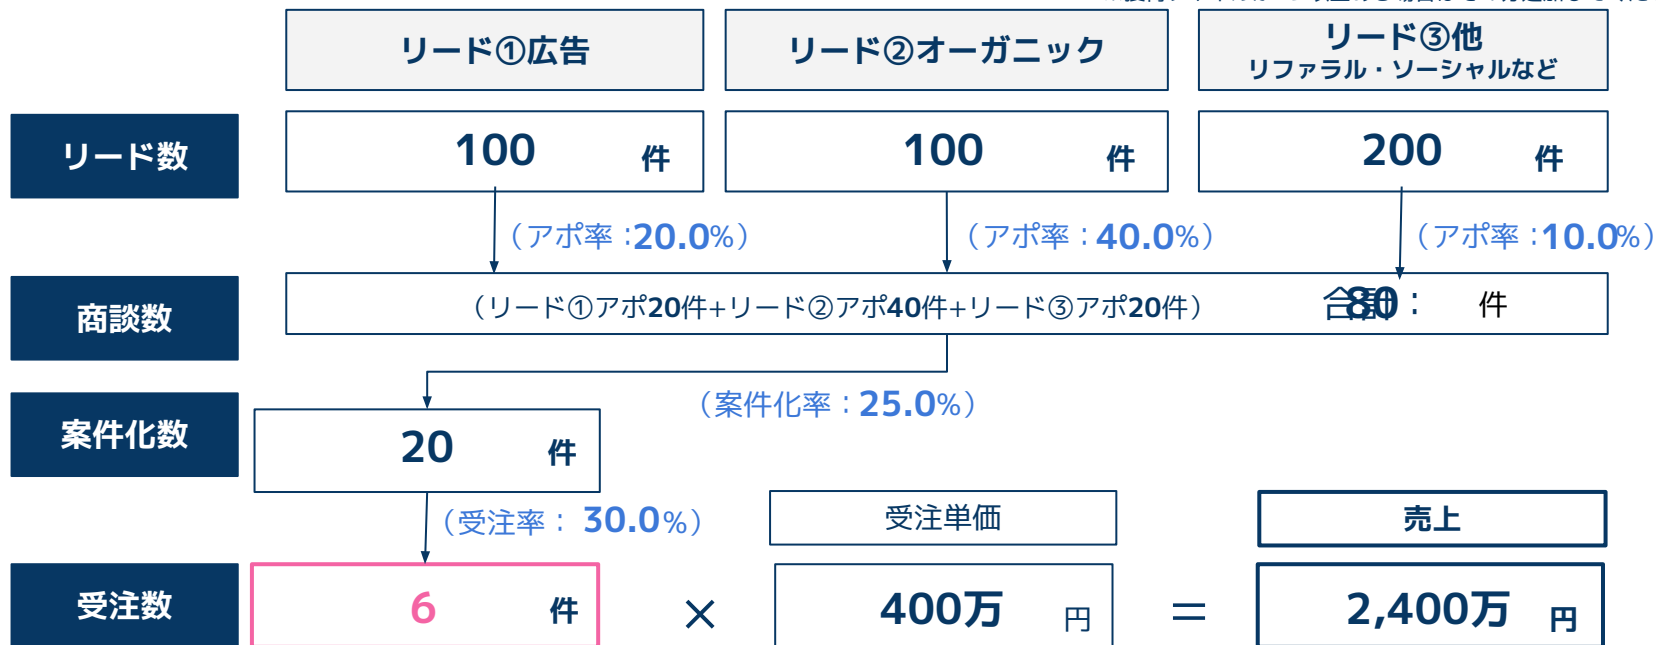 リード①広告
リード②オーガニック
リード③他
リファラル・ソーシャルなど
リード数
100 件
100 件
200 件
（アポ率：20.0%）
（アポ率：40.0%）
（アポ率：10.0%）
商談数
（リード①アポ20件+リード②アポ40件+リード③アポ20件）
合計： 80 件
（案件化率：25.0%）
案件化数
20 件
（受注率： 30.0%）
受注単価
売上
受注数
6 件
×
400万 円
＝
2,400万 円